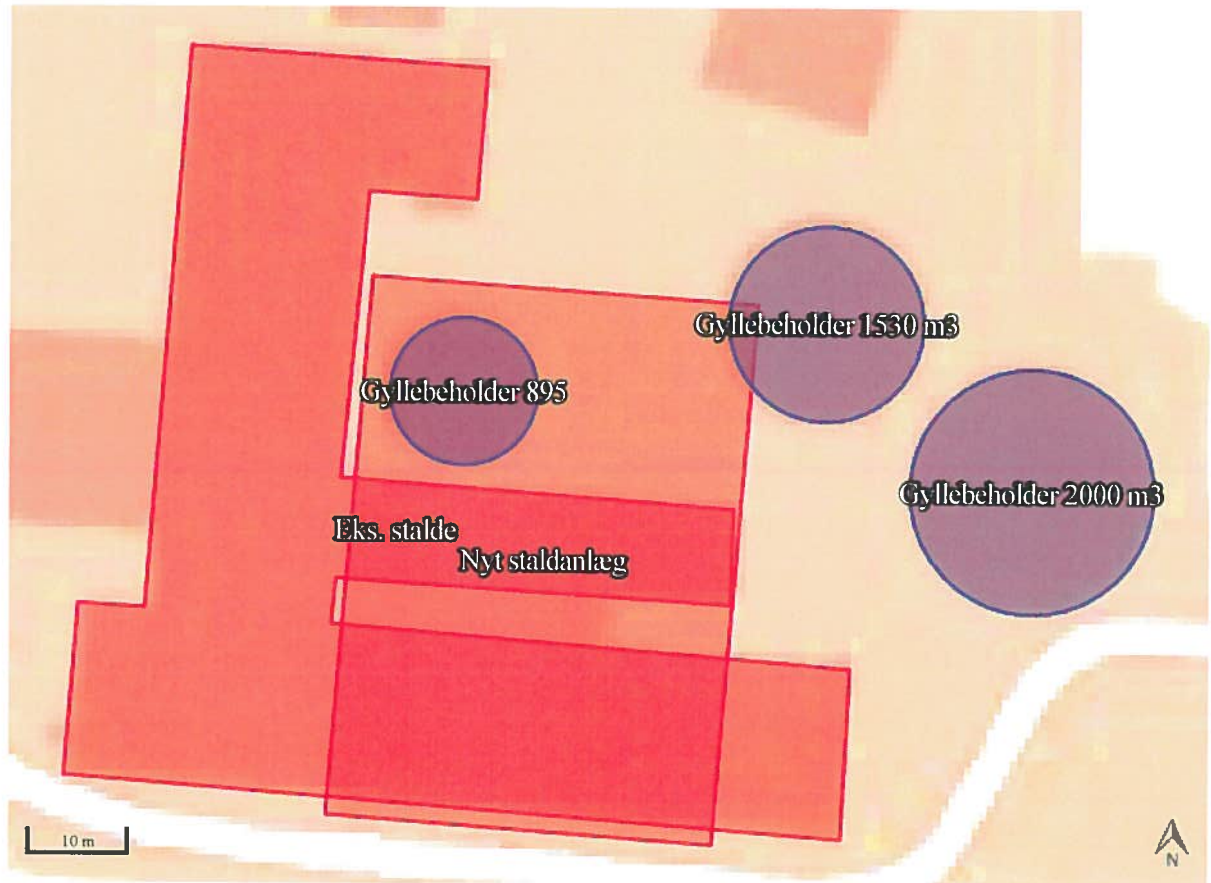 Gyllebeholder 1530 m3
Gyllebeholder 895
Gyllebeholder 2000 m3
Eks. stalde
Nyt staldanlæg
10 m
N